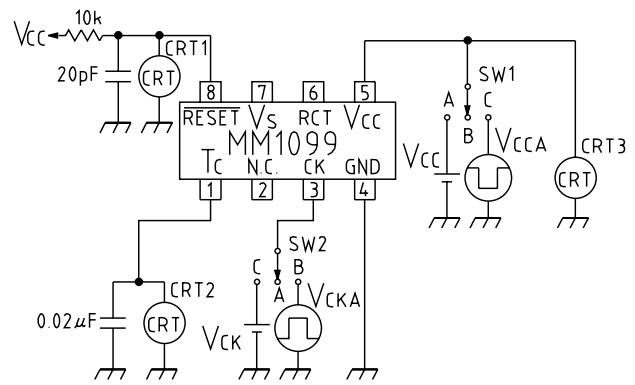 10k
VCC
CRT1
20pF
CRT
8 7 6 5
RESET VS RCT VCC
MM1099
TC N.C. CK GND
1 2 3 4
SW1
A C
B
VCC
VCCA
CRT3
CRT
SW2
C B
A
VCK
VCKA
CRT2
0.02μF
CRT